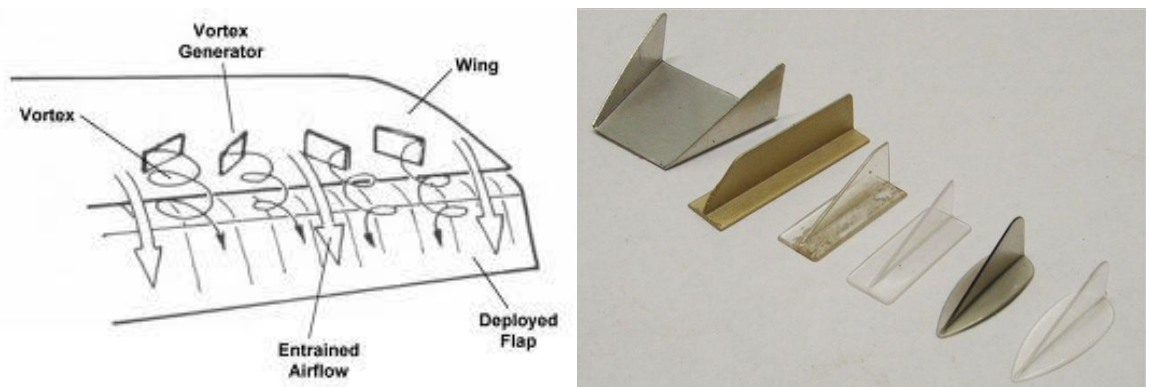 Vortex
Generator
Wing
Vortex
Deployed
Flap
Entrained
Airflow